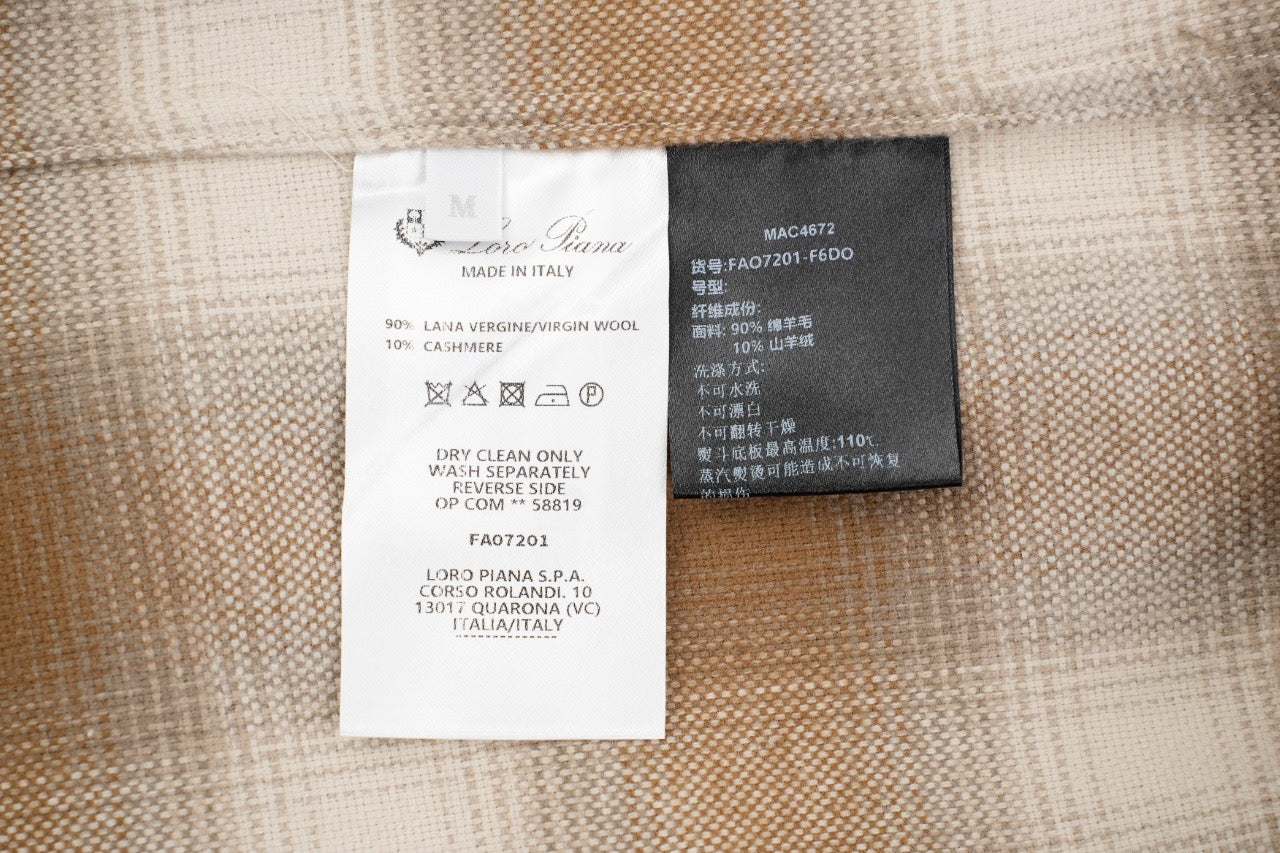 M
Loro Piana
MADE IN ITALY
90% LANA VERGINE/VIRGIN WOOL
10% CASHMERE
P
DRY CLEAN ONLY
WASH SEPARATELY
REVERSE SIDE
OP COM ** 58819
FAO7201
LORO PIANA S.P.A.
CORSO ROLANDI. 10
13017 QUARONA (VC)
ITALIA/ITALY
MAC4672
货号:FAO7201-F6DO
号型:
纤维成份:
面料: 90% 绵羊毛
10% 山羊绒
洗涤方式:
不可水洗
不可漂白
不可翻转干燥
熨斗底板最高温度:110℃
蒸汽熨烫可能造成不可恢复
的损伤